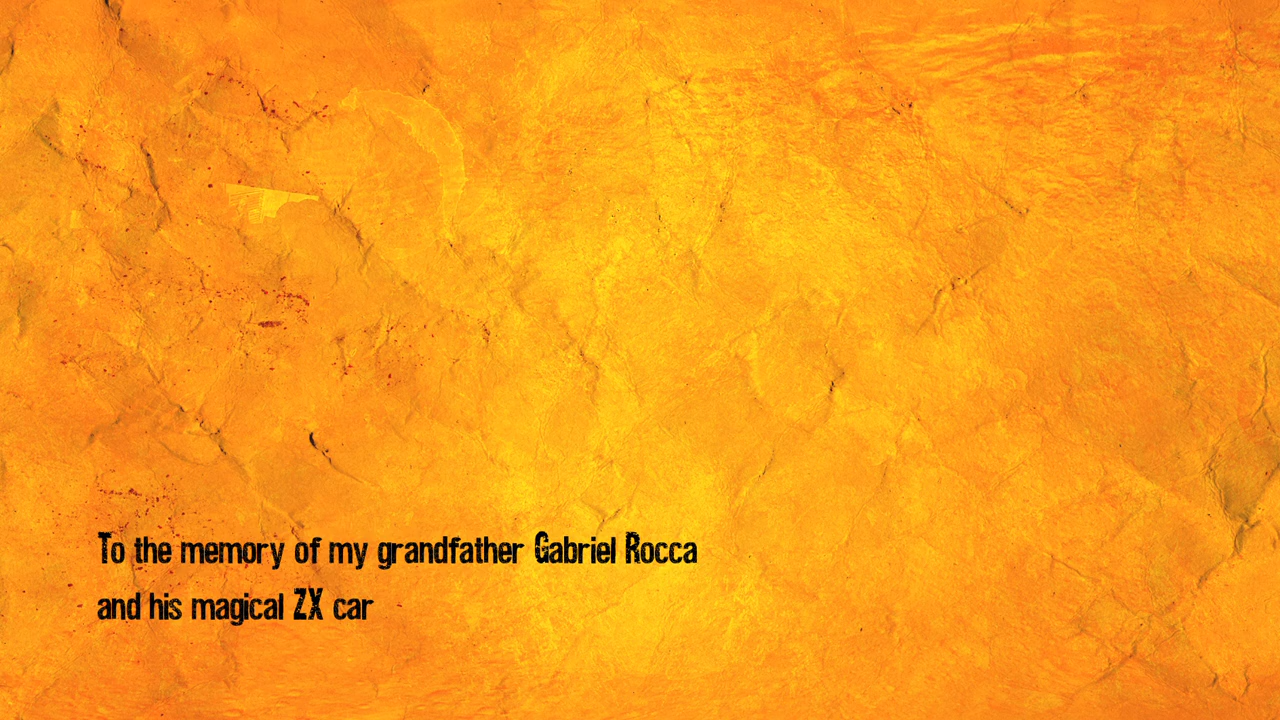 To the memory of my grandfather Gabriel Rocca
and his magical ZX car